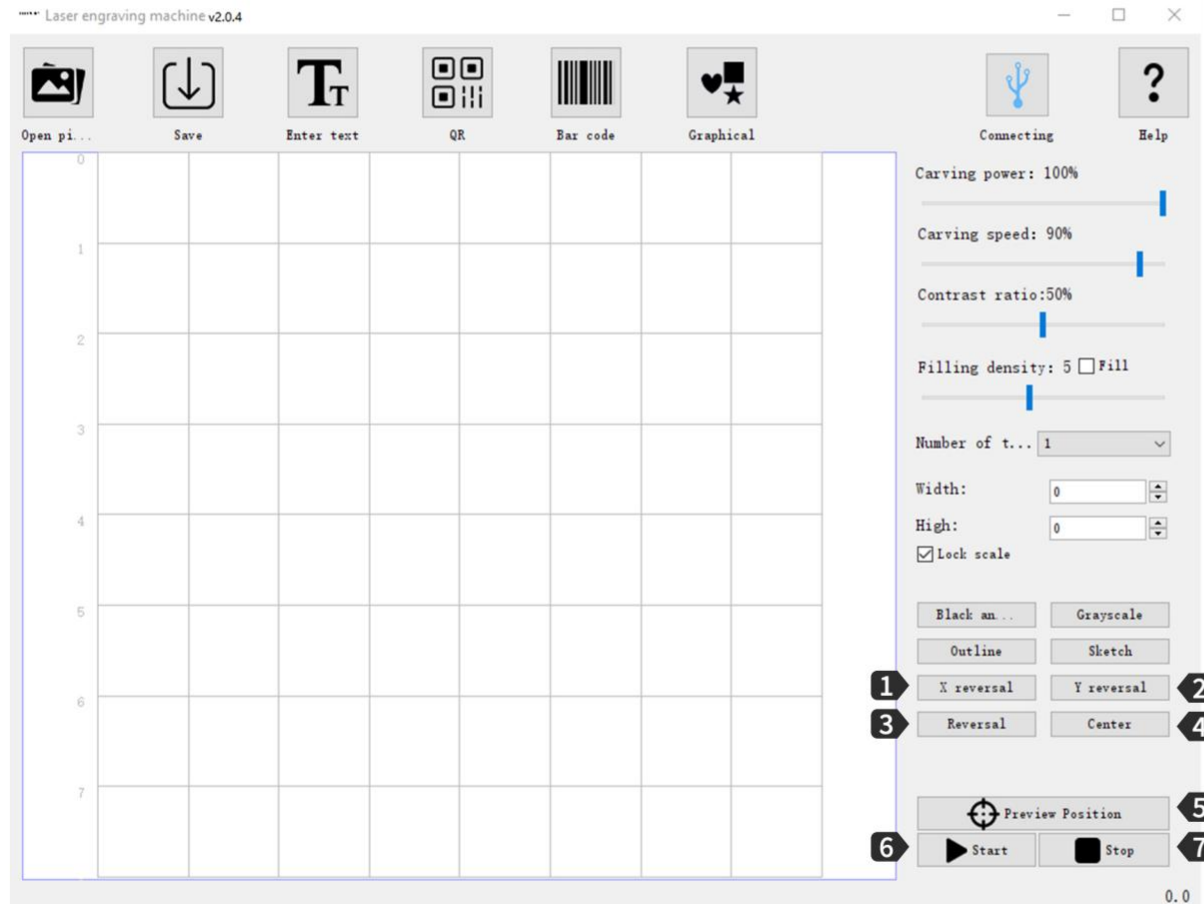 Laser engraving machine v2.0.4
Open pi... Save Enter text QR Bar code Graphical Connecting Help
0
1
2
3
4
5
6
7
Carving power: 100%
Carving speed: 90%
Contrast ratio:50%
Filling density: 5 Fill
Number of t... 1
Width: 0
High: 0
Lock scale
Black an... Grayscale
Outline Sketch
1 X reversal Y reversal 2
3 Reversal Center 4
Preview Position 5
6 Start Stop 7
0.0